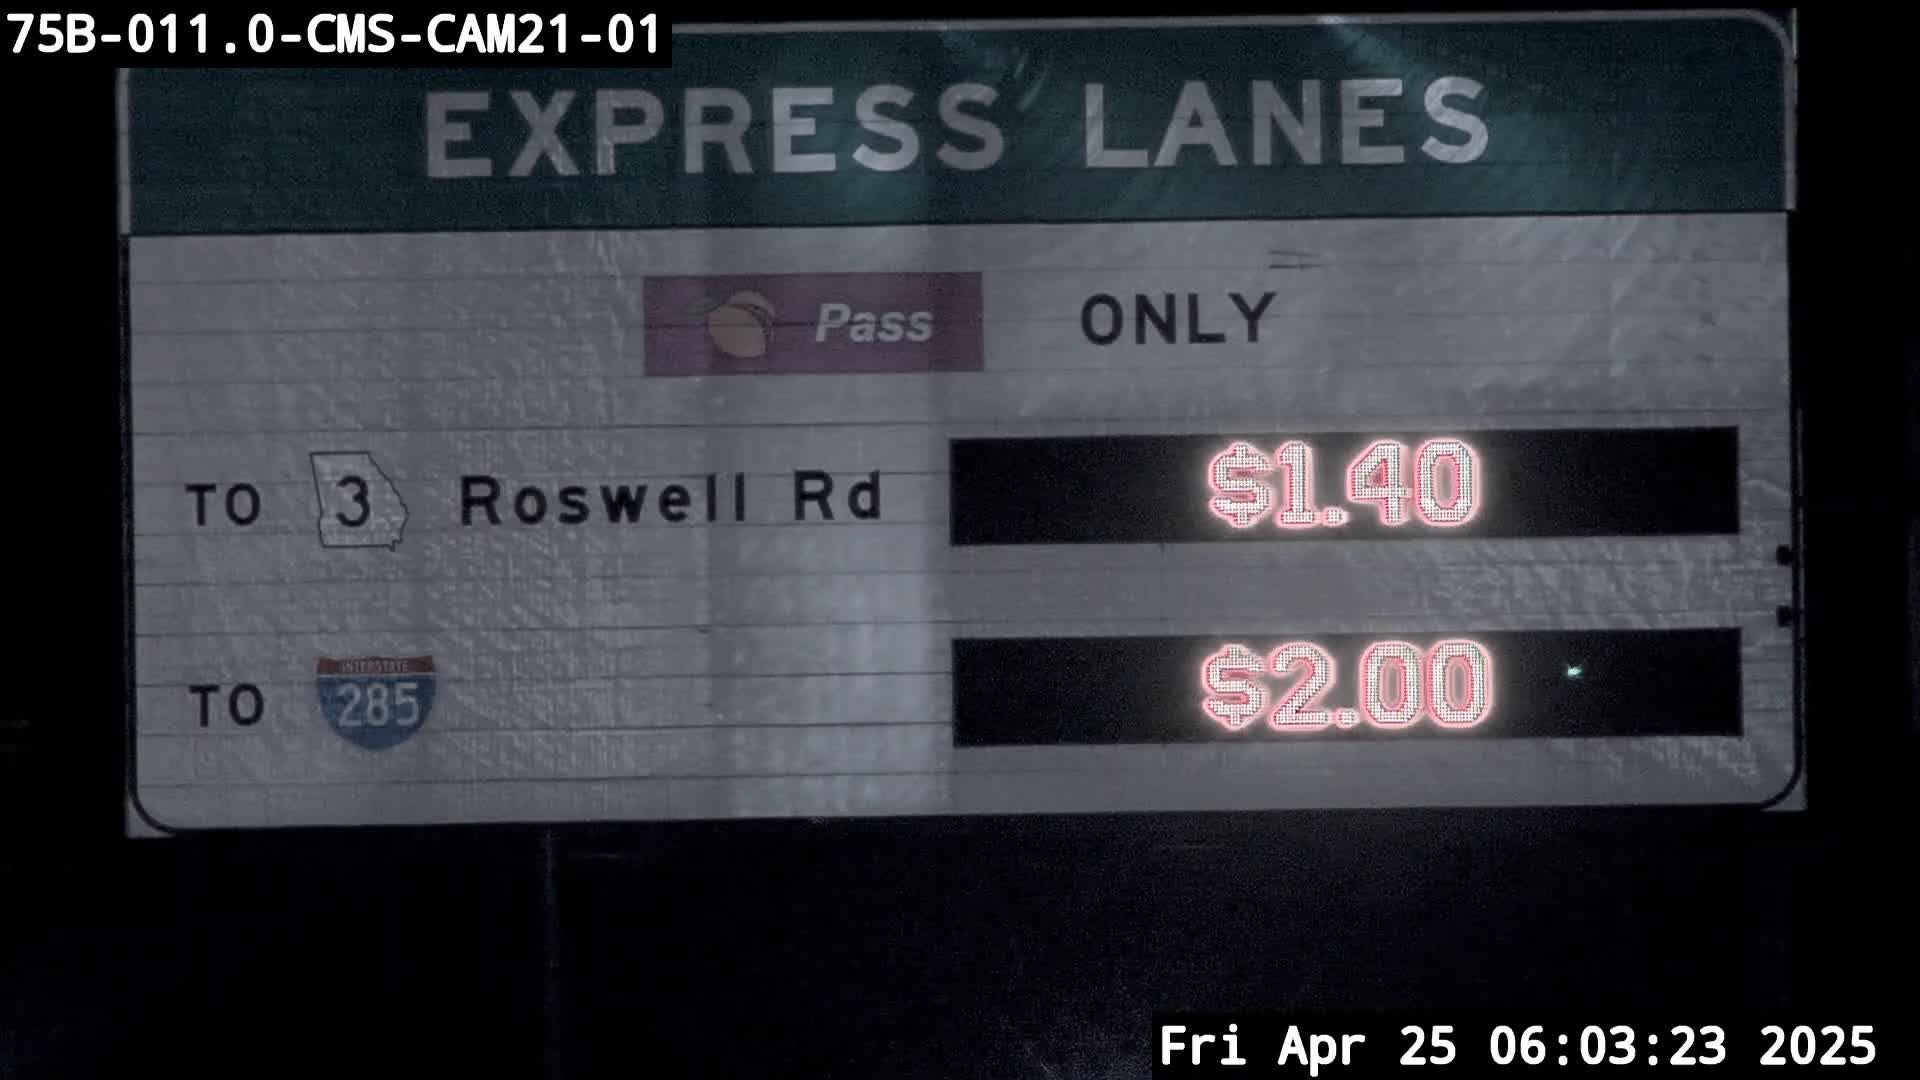 75B-011.0-CMS-CAM21-01
EXPRESS LANES
Pass ONLY
TO 3 Roswell Rd $1.40
INTERSTATE
TO 285 $2.00
Fri Apr 25 06:03:23 2025